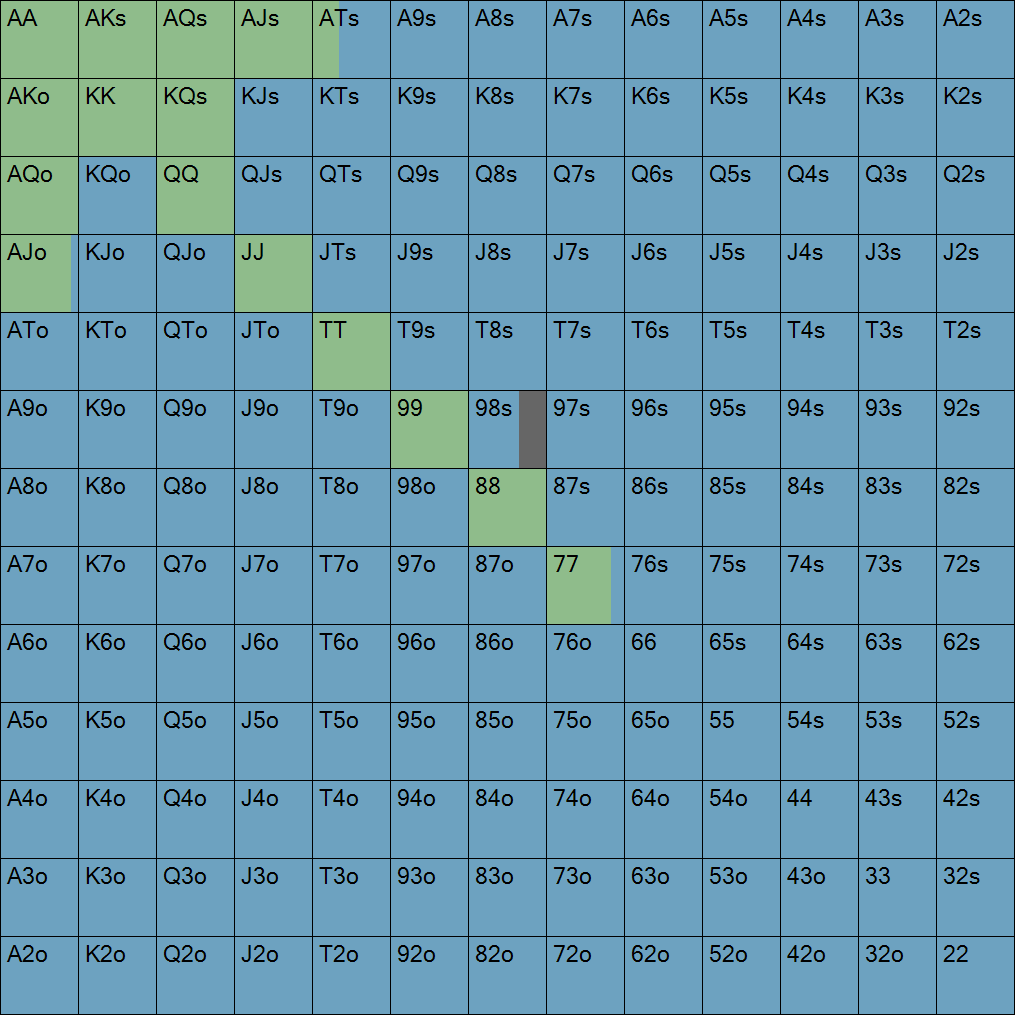 AA AKs AQs AJs ATs A9s A8s A7s A6s A5s A4s A3s A2s
AKo KK KQs KJs KTs K9s K8s K7s K6s K5s K4s K3s K2s
AQo KQo QQ QJs QTs Q9s Q8s Q7s Q6s Q5s Q4s Q3s Q2s
AJo KJo QJo JJ JTs J9s J8s J7s J6s J5s J4s J3s J2s
ATo KTo QTo JTo TT T9s T8s T7s T6s T5s T4s T3s T2s
A9o K9o Q9o J9o T9o 99 98s 97s 96s 95s 94s 93s 92s
A8o K8o Q8o J8o T8o 98o 88 87s 86s 85s 84s 83s 82s
A7o K7o Q7o J7o T7o 97o 87o 77 76s 75s 74s 73s 72s
A6o K6o Q6o J6o T6o 96o 86o 76o 66 65s 64s 63s 62s
A5o K5o Q5o J5o T5o 95o 85o 75o 65o 55 54s 53s 52s
A4o K4o Q4o J4o T4o 94o 84o 74o 64o 54o 44 43s 42s
A3o K3o Q3o J3o T3o 93o 83o 73o 63o 53o 43o 33 32s
A2o K2o Q2o J2o T2o 92o 82o 72o 62o 52o 42o 32o 22